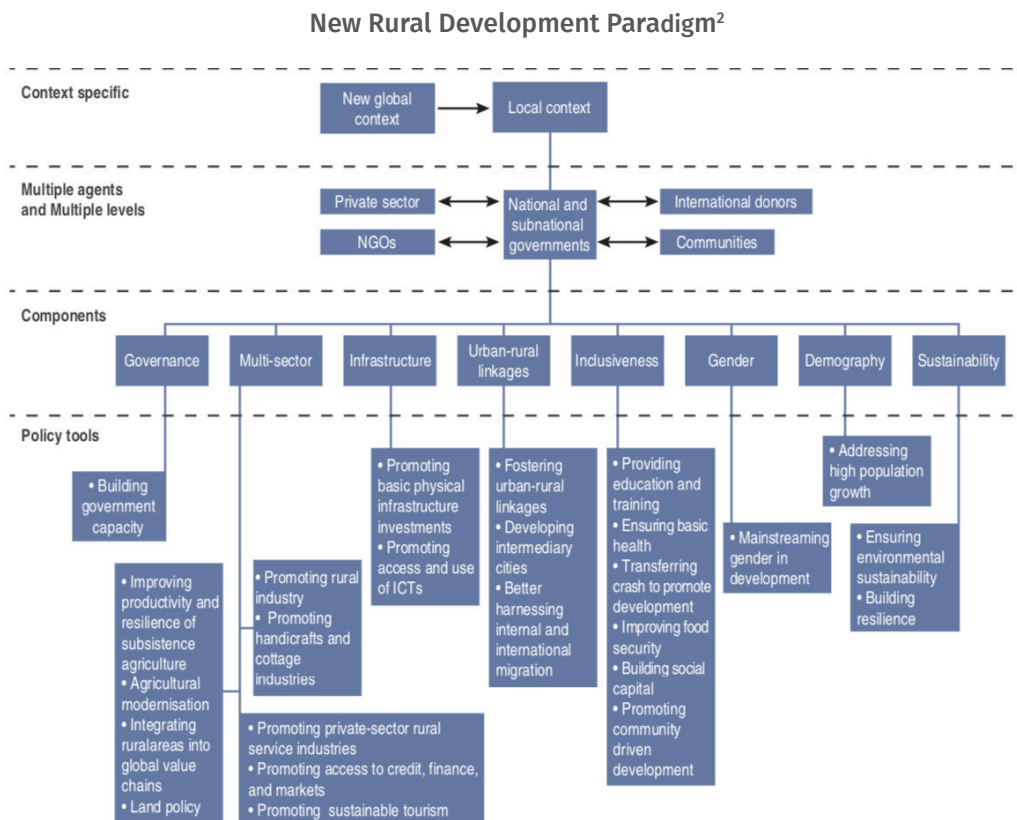 New Rural Development Paradigm2
Context specific
New global
context
Local context
Multiple agents
and Multiple levels
Private sector
NGOs
National and
subnational
governments
International donors
Communities
Components
Governance
Multi-sector
Infrastructure
Urban-rural
linkages
Inclusiveness
Gender
Demography
Sustainability
Policy tools
• Building
government
capacity
• Improving
productivity and
resilience of
subsistence
agriculture
• Agricultural
modernisation
• Integrating
ruralareas into
global value
chains
• Land policy
• Promoting rural
industry
• Promoting
handicrafts and
cottage
industries
• Promoting private-sector rural
service industries
• Promoting access to credit, finance,
and markets
• Promoting sustainable tourism
• Promoting
basic physical
infrastructure
investments
• Promoting
access and use
of ICTs
• Fostering
urban-rural
linkages
• Developing
intermediary
cities
• Better
harnessing
internal and
international
migration
• Providing
education and
training
• Ensuring basic
health
• Transferring
crash to promote
development
• Improving food
security
• Building social
capital
• Promoting
community
driven
development
• Mainstreaming
gender in
development
• Addressing
high population
growth
• Ensuring
environmental
sustainability
• Building
resilience